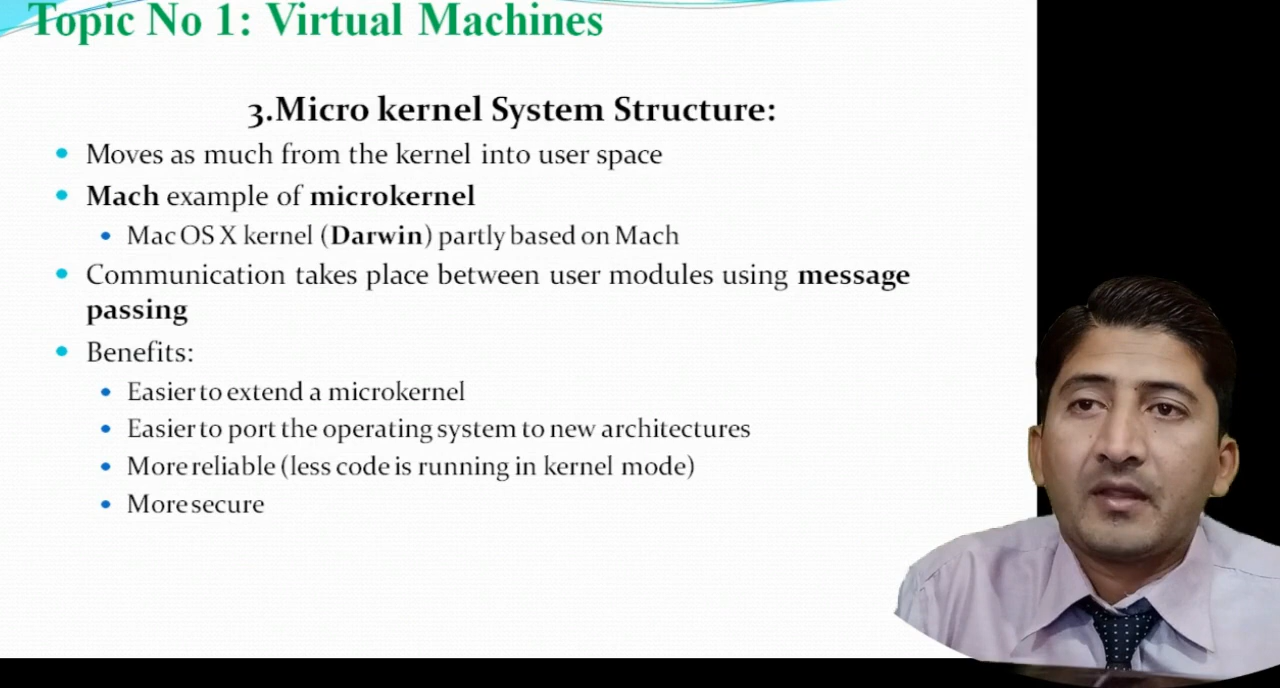 Topic No 1: Virtual Machines
3.Micro kernel System Structure:
Moves as much from the kernel into user space
Mach example of microkernel
Mac OS X kernel (Darwin) partly based on Mach
Communication takes place between user modules using message
passing
Benefits:
Easier to extend a microkernel
Easier to port the operating system to new architectures
More reliable (less code is running in kernel mode)
More secure